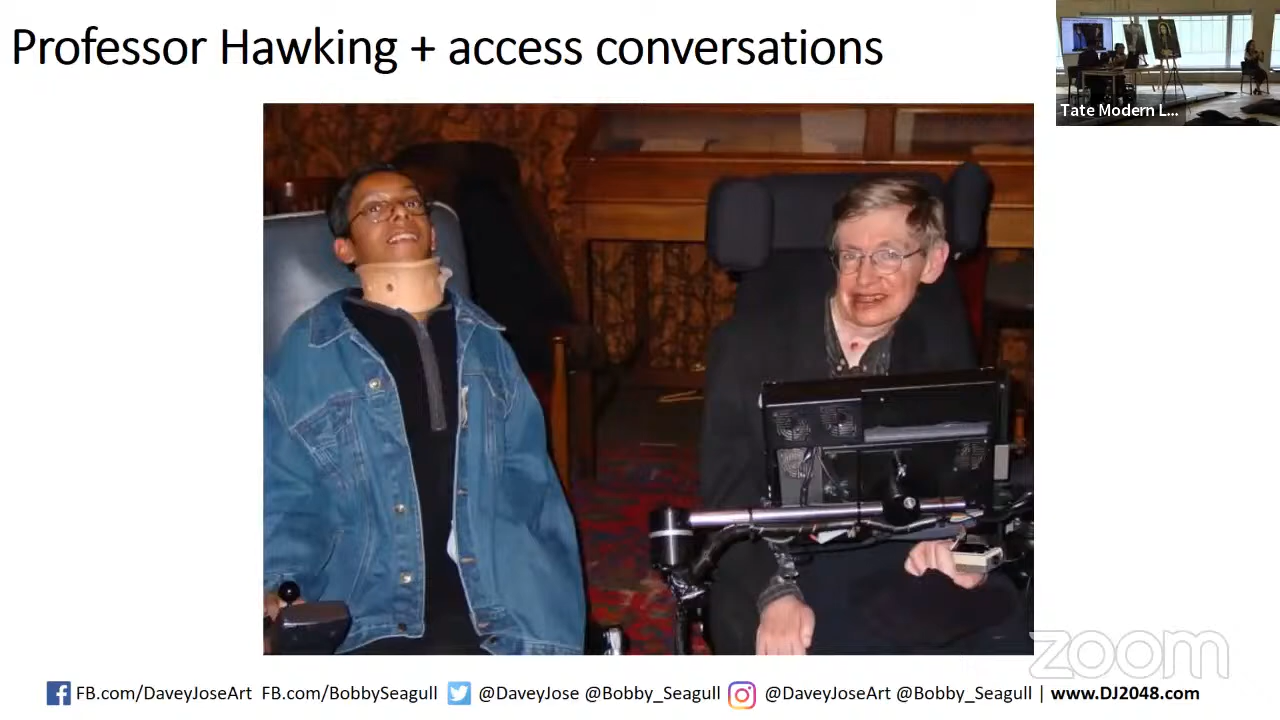 Professor Hawking + access conversations
Tate Modern L...
zoom
FB.com/DaveyJoseArt FB.com/BobbySeagull @DaveyJose @Bobby_Seagull @DaveyJoseArt @Bobby_Seagull | www.DJ2048.com